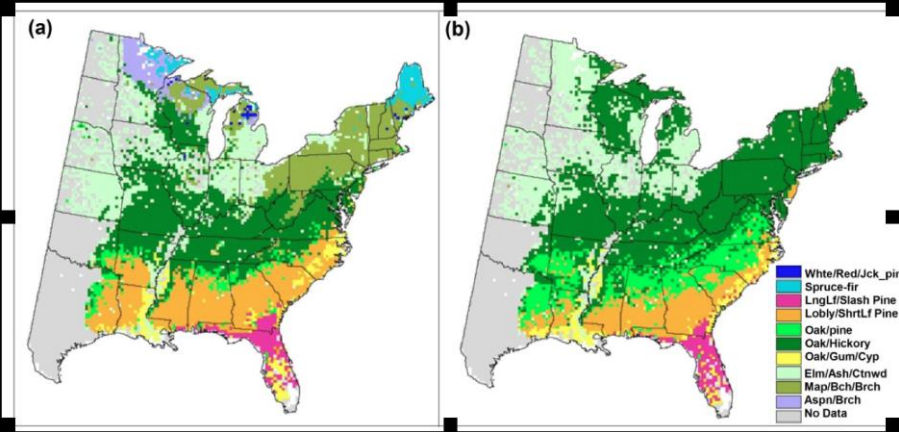 (a)
(b)
Whte/Red/Jck_pin
Spruce-fir
LngLf/Slash Pine
Lobly/ShrtLf Pine
Oak/pine
Oak/Hickory
Oak/Gum/Cyp
Elm/Ash/Ctnwd
Map/Bch/Brch
Aspn/Brch
No Data